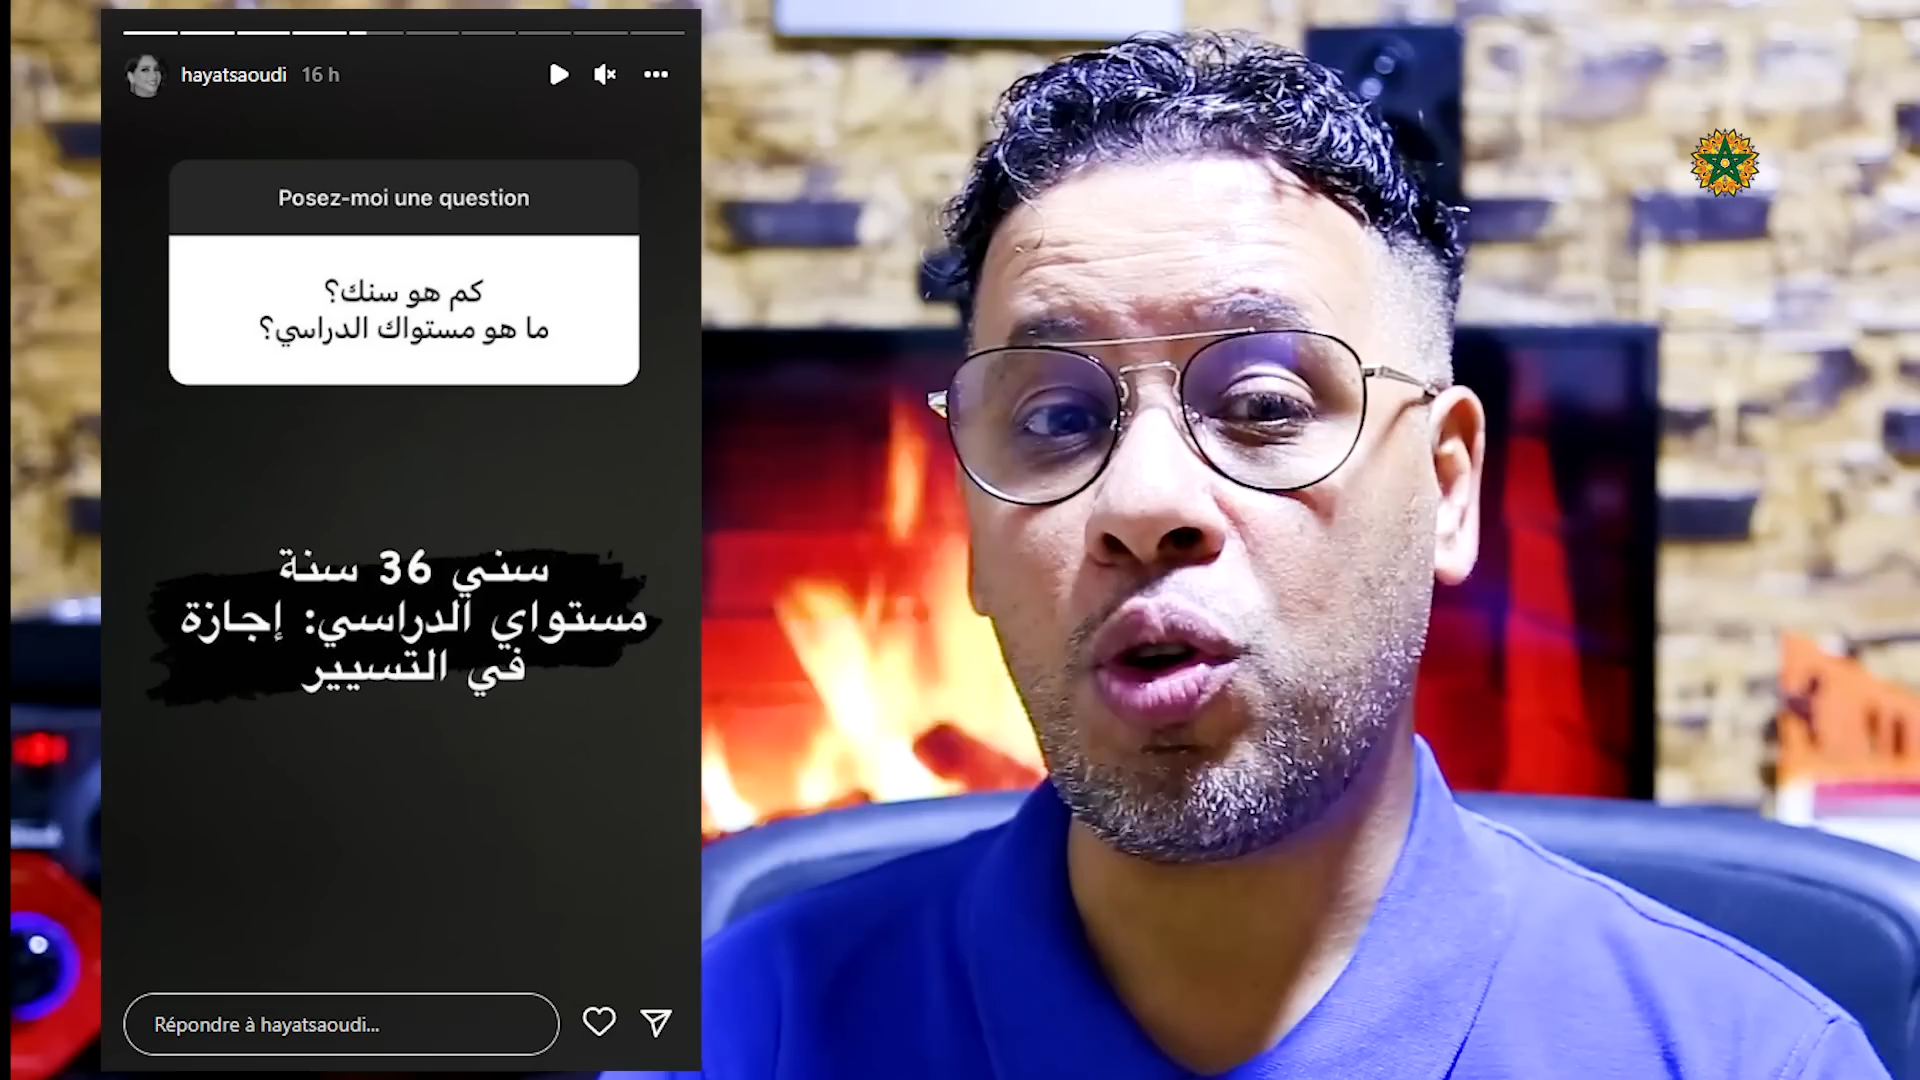 hayatsaoudi 16 h
Posez-moi une question
كم هو سنك؟
ما هو مستواك الدراسي؟
سني 36 سنة
مستواي الدراسي: إجازة
في التسيير
Répondre à hayatsaoudi...